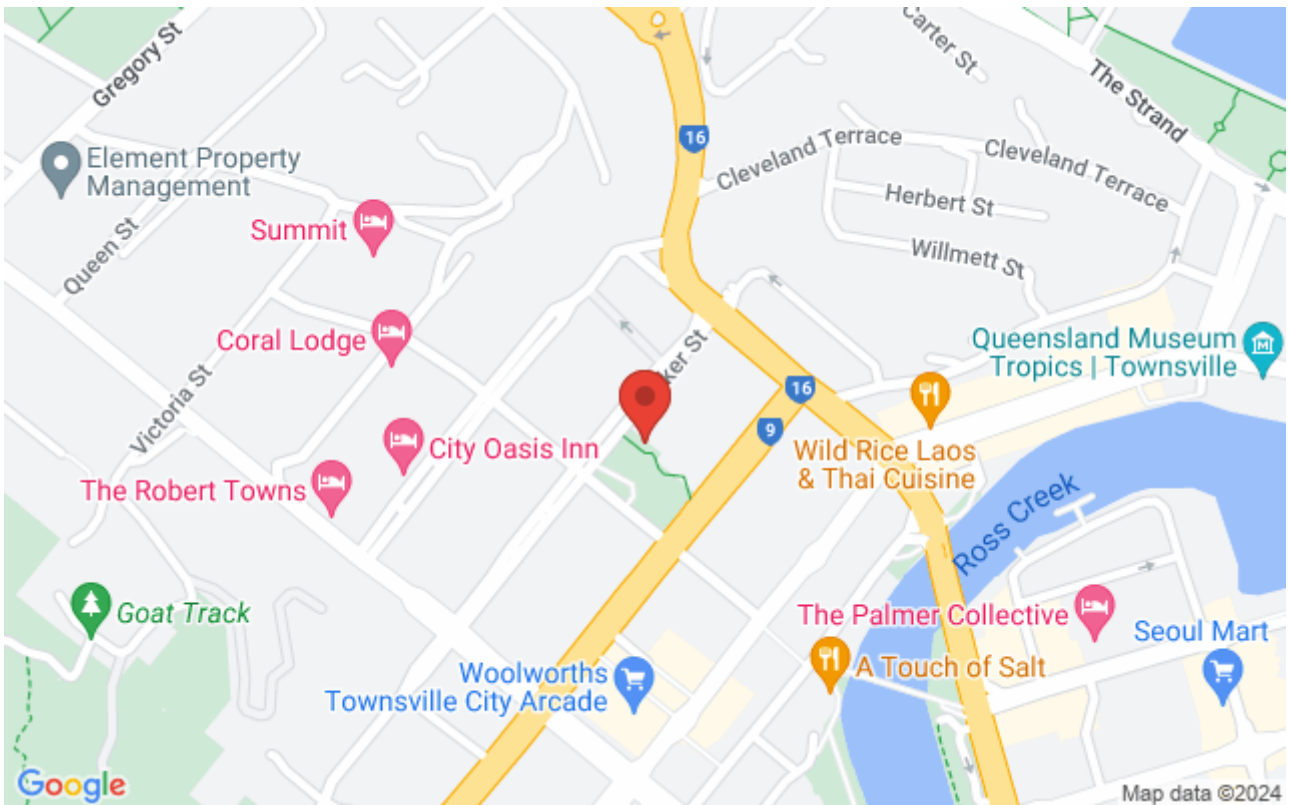 Gregory St
Carter St
The Strand
16
Cleveland Terrace
Cleveland Terrace
Element Property
Management
Herbert St
Summit
Queen St
Willmett St
Coral Lodge
ker St
Queensland Museum
Tropics | Townsville
Victoria St
16
9
City Oasis Inn
Wild Rice Laos
& Thai Cuisine
The Robert Towns
Ross Creek
Goat Track
The Palmer Collective
Seoul Mart
Woolworths
Townsville City Arcade
A Touch of Salt
Google
Map data ©2024